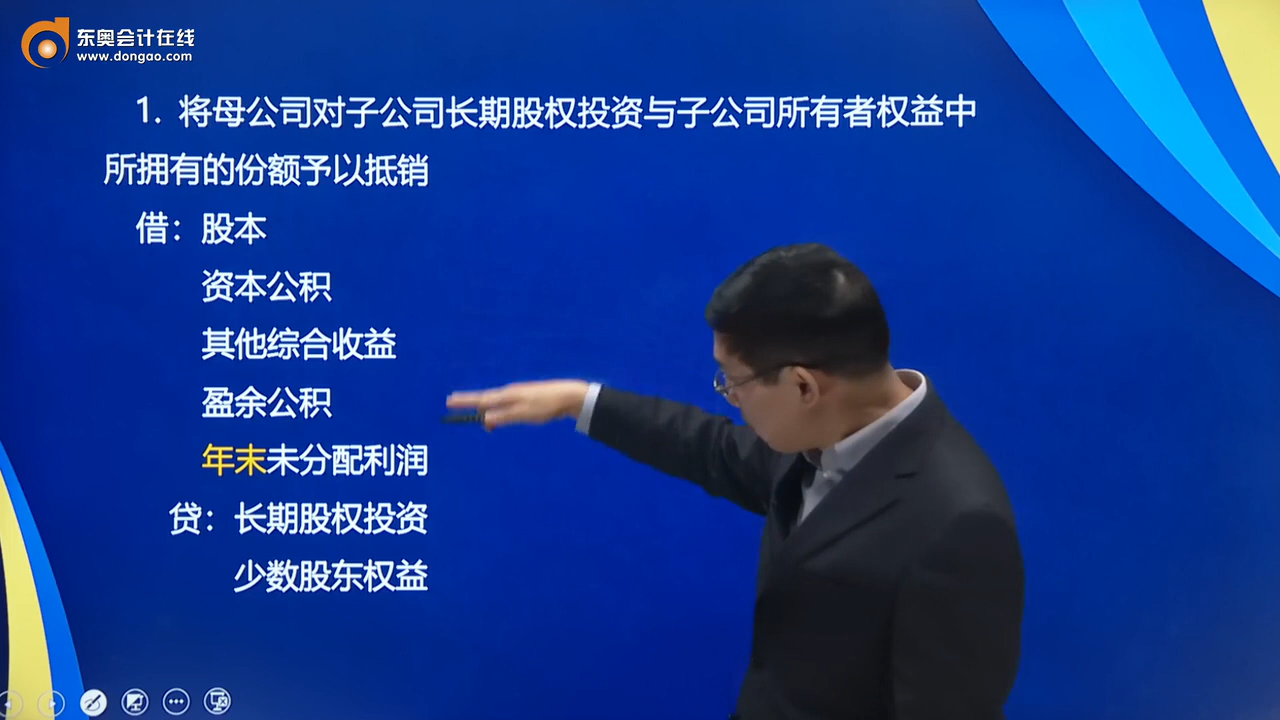 东奥会计在线
www.dongao.com
1. 将母公司对子公司长期股权投资与子公司所有者权益中
所拥有的份额予以抵销
借：股本
资本公积
其他综合收益
盈余公积
年末未分配利润
贷：长期股权投资
少数股东权益